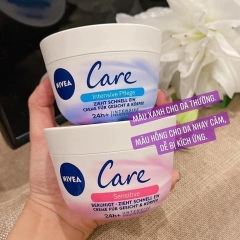 NIVEA
Care
Intensive Pflege
ZIEHT SCHNELL EIN
CREME FÜR GESICHT & KÖRPER
24h+
MÀU XANH CHO DA THƯỜNG.
MÀU HỒNG CHO DA NHẠY CẢM,
DỄ BỊ KÍCH ỨNG.
NIVEA
Care
Sensitive
BERUHIGT - ZIEHT SCHNELL EIN
CREME FÜR GESICHT & KÖRPER
24h+ INTENSIVE